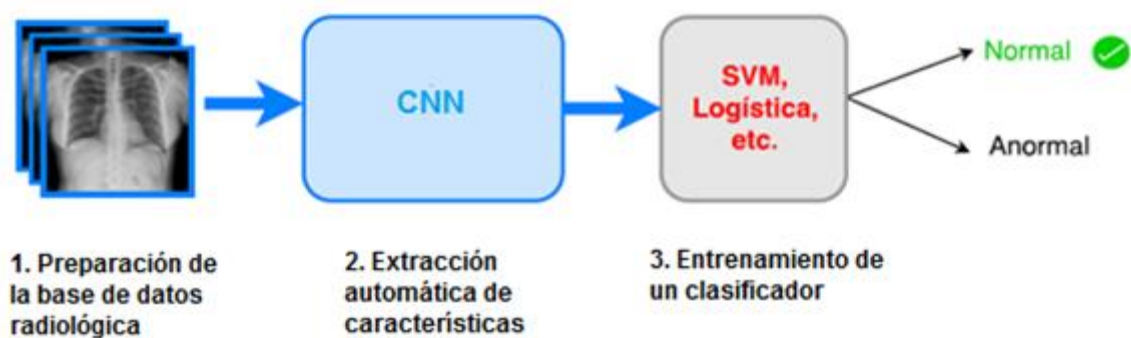 CNN
SVM,
Logística,
etc.
Normal
Anormal
1. Preparación de
la base de datos
radiológica
2. Extracción
automática de
características
3. Entrenamiento de
un clasificador